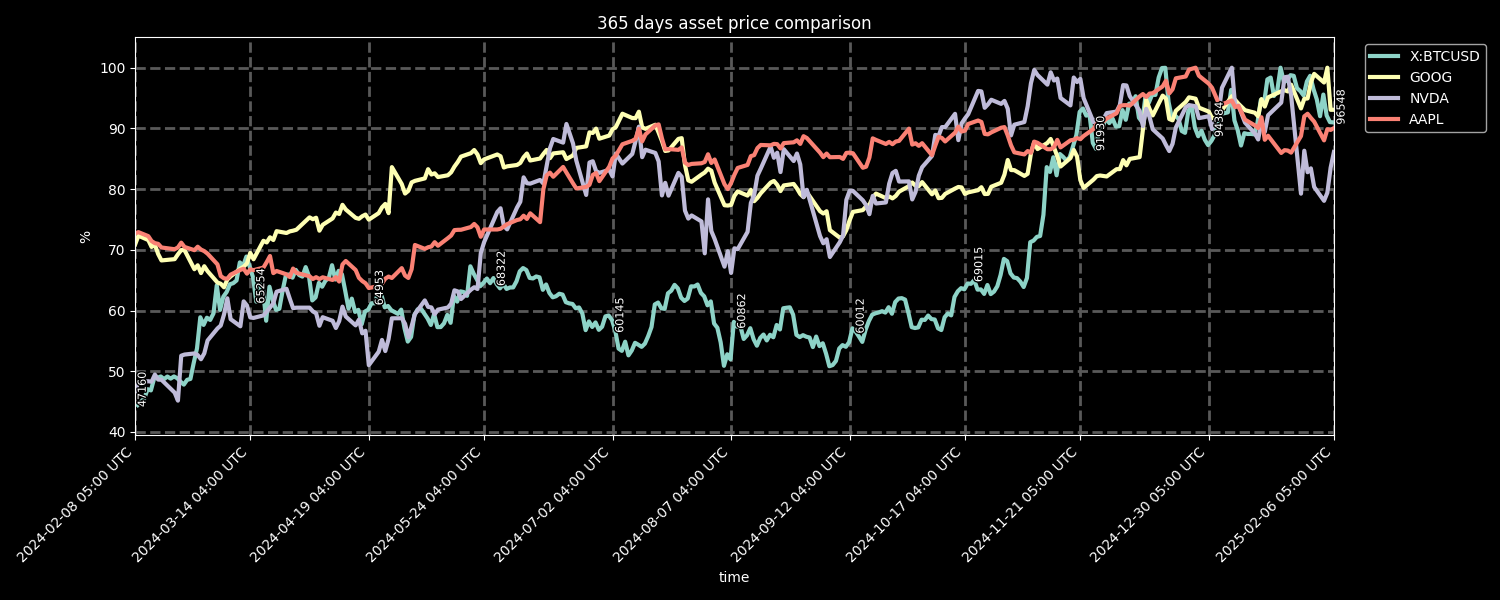 365 days asset price comparison
X:BTCUSD
GOOG
NVDA
AAPL
%
100
90
80
70
60
50
40
47160
65254
64953
68322
60145
60862
60012
69015
91930
94384
96548
2024-02-08 05:00 UTC
2024-03-14 04:00 UTC
2024-04-19 04:00 UTC
2024-05-24 04:00 UTC
2024-07-02 04:00 UTC
2024-08-07 04:00 UTC
2024-09-12 04:00 UTC
2024-10-17 04:00 UTC
2024-11-21 05:00 UTC
2024-12-30 05:00 UTC
2025-02-06 05:00 UTC
time